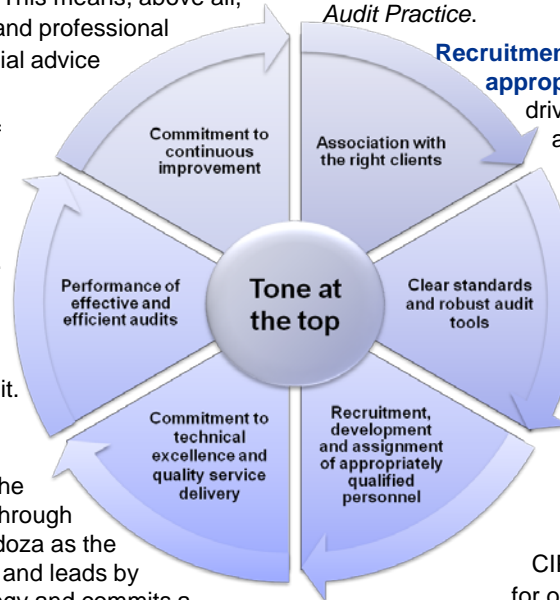 This means, above all,
and professional
ial advice
Audit Practice.
Recruitmen
approp
driv
a
Commitment to
continuous
improvement
Association with
the right clients
Performance of
effective and
efficient audits
Tone at
the top
Clear standards
and robust audit
tools
Commitment to
technical
excellence and
quality service
delivery
Recruitment,
development
and assignment
of appropriately
qualified
personnel
it.
he
hrough
doza as the
and leads by
gy and commits a
CII
for o